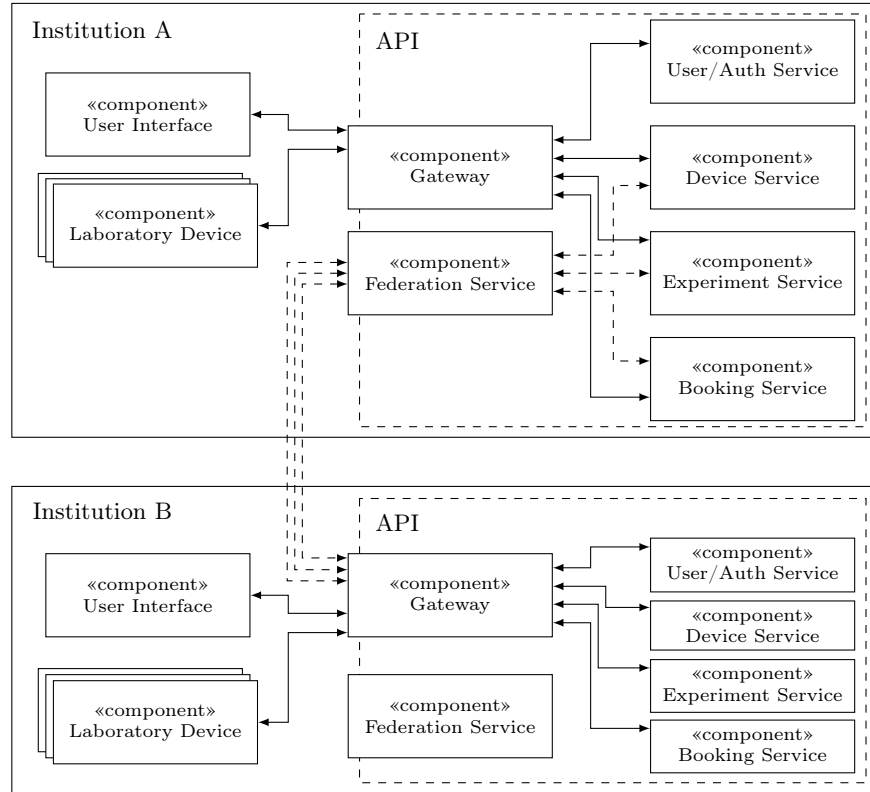 Institution A
API
«component»
User Interface
«component»
Laboratory Device
«component»
Gateway
«component»
Federation Service
«component»
User/Auth Service
«component»
Device Service
«component»
Experiment Service
«component»
Booking Service
Institution B
API
«component»
User Interface
«component»
Laboratory Device
«component»
Gateway
«component»
Federation Service
«component»
User/Auth Service
«component»
Device Service
«component»
Experiment Service
«component»
Booking Service